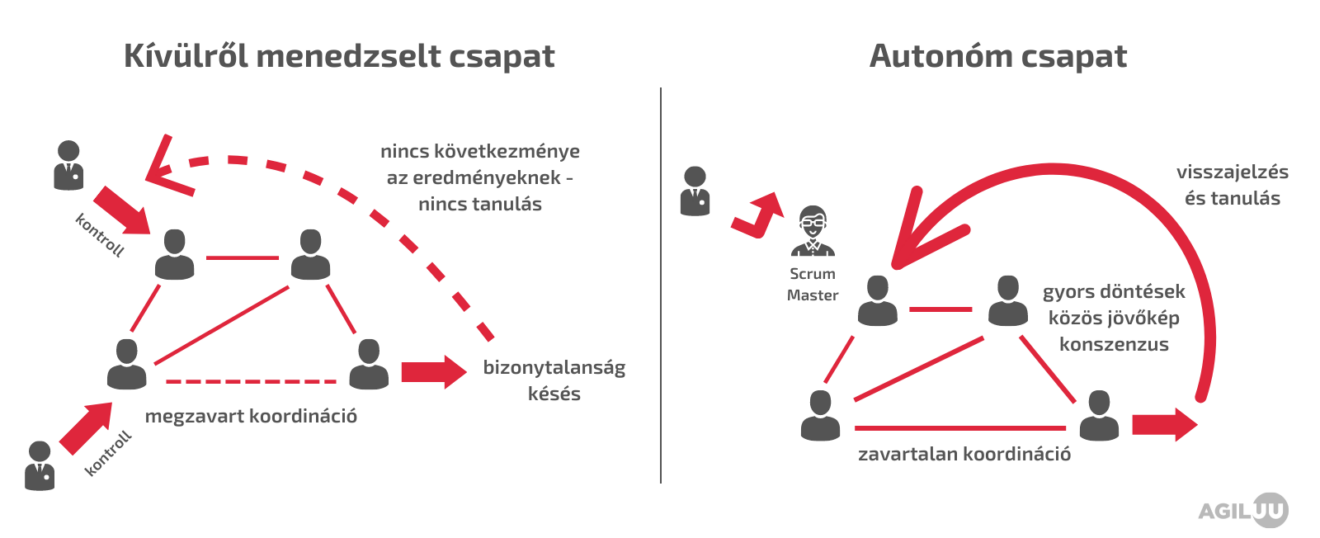 Kívülről menedzselt csapat
nincs következménye
az eredményeknek -
nincs tanulás
kontroll
bizonytalanság
késés
megzavart koordináció
kontroll
Autonóm csapat
visszajelzés
és tanulás
Scrum
Master
gyors döntések
közös jövőkép
konszenzus
zavartalan koordináció
AGILUU